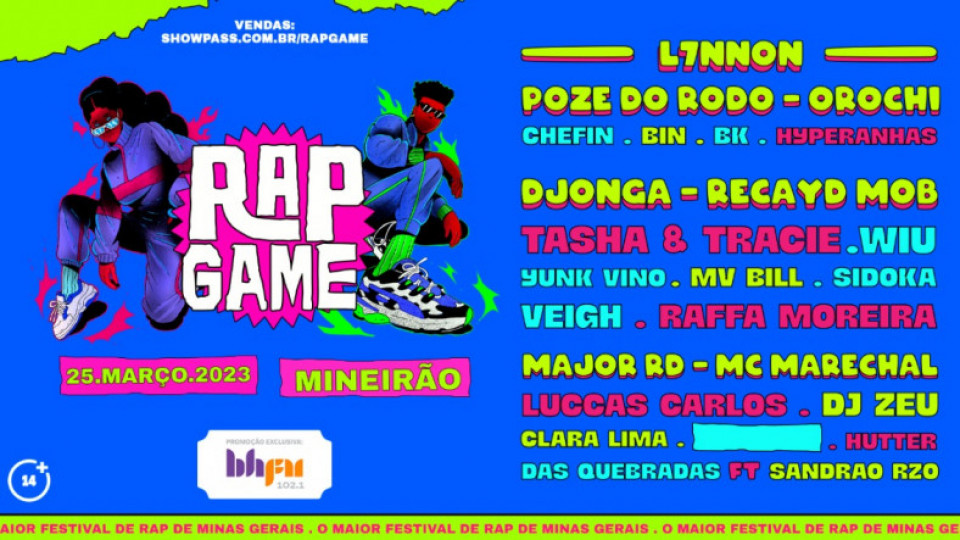 VENDAS:
SHOWPASS.COM.BR/RAPGAME
RAP
GAME
25.MARÇO.2023
MINEIRÃO
PROMOÇÃO EXCLUSIVA:
bhfm
102.1
14+
L7NNON
POZE DO RODO - OROCHI
CHEFIN . BIN . BK . HYPERANHAS
DJONGA - RECAYD MOB
TASHA & TRACIE . WIU
YUNK VINO . MV BILL . SIDOKA
VEIGH . RAFFA MOREIRA
MAJOR RD - MC MARECHAL
LUCCAS CARLOS . DJ ZEU
CLARA LIMA . . HUTTER
DAS QUEBRADAS FT SANDRAO RZO
AIOR FESTIVAL DE RAP DE MINAS GERAIS . O MAIOR FESTIVAL DE RAP DE MINAS GERAIS . O MAIOR FESTIVAL DE RAP DE MINAS GE